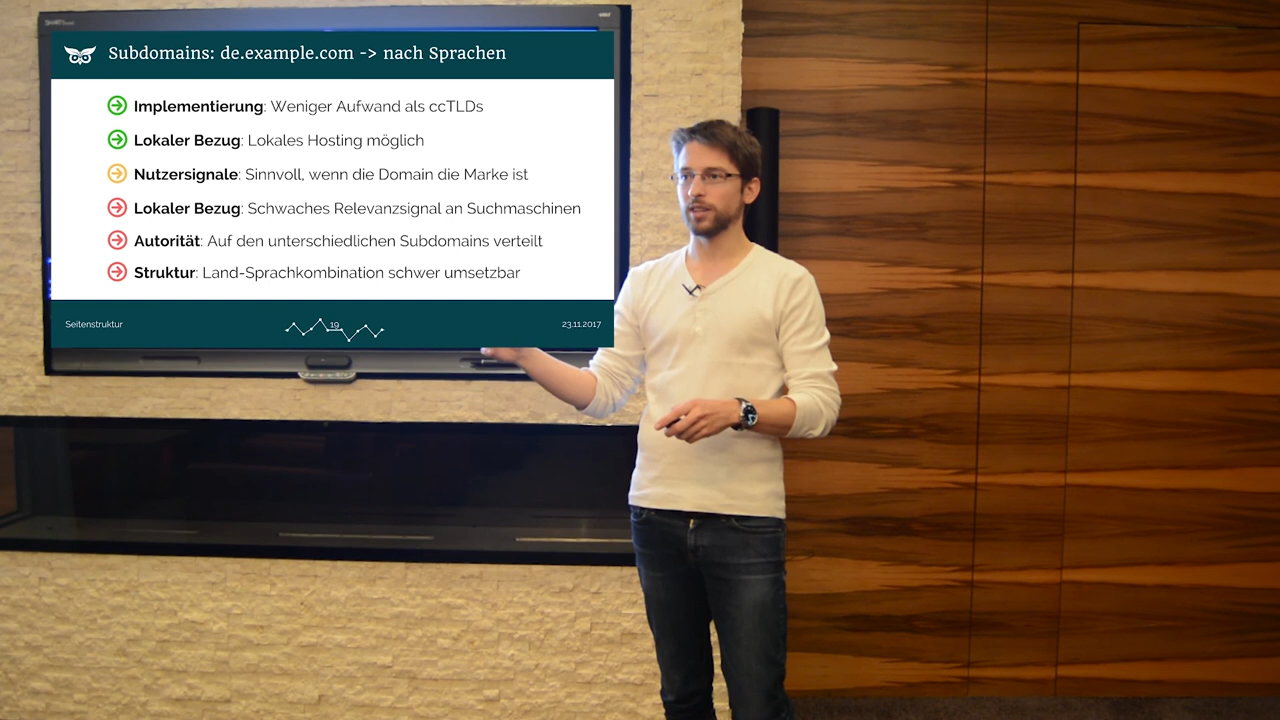 Subdomains: de.example.com -> nach Sprachen
Implementierung: Weniger Aufwand als ccTLDs
Lokaler Bezug: Lokales Hosting möglich
Nutzersignale: Sinnvoll, wenn die Domain die Marke ist
Lokaler Bezug: Schwaches Relevanzsignal an Suchmaschinen
Autorität: Auf den unterschiedlichen Subdomains verteilt
Struktur: Land-Sprachkombination schwer umsetzbar
Seitenstruktur
19
23.11.2017